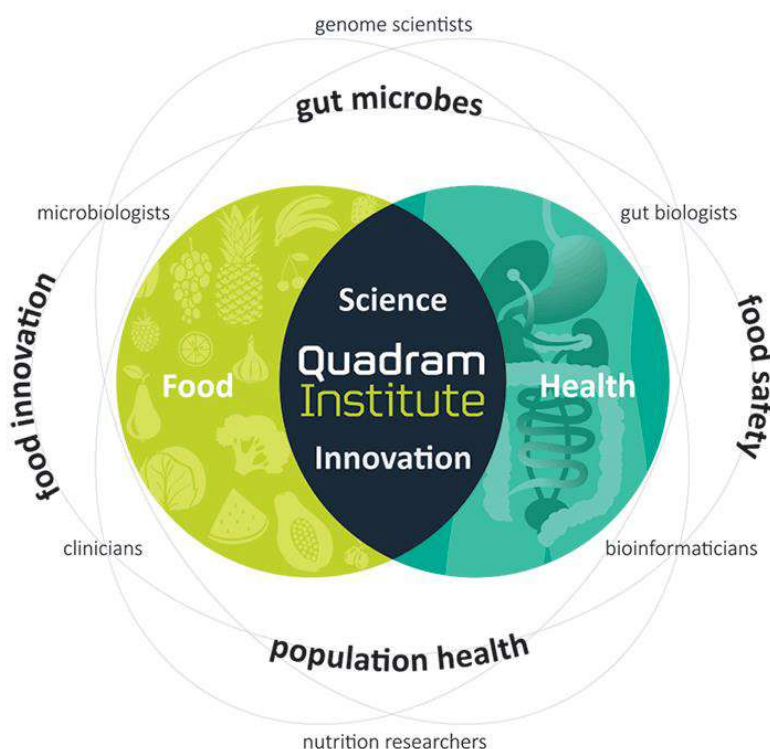 genome scientists
gut microbes
microbiologists
gut biologists
food innovation
Science
food safety
Food
Quadram
Institute
Health
Innovation
clinicians
bioinformaticians
population health
nutrition researchers